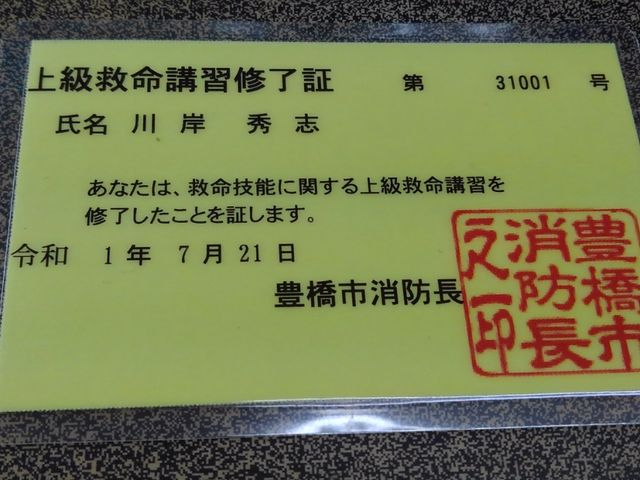 上級救命講習修了証 第 31001 号
氏名 川岸 秀志
あなたは、救命技能に関する上級救命講習を
修了したことを証します。
令和 1年 7月21日
豊橋市消防長
豊橋市
消防長
之印